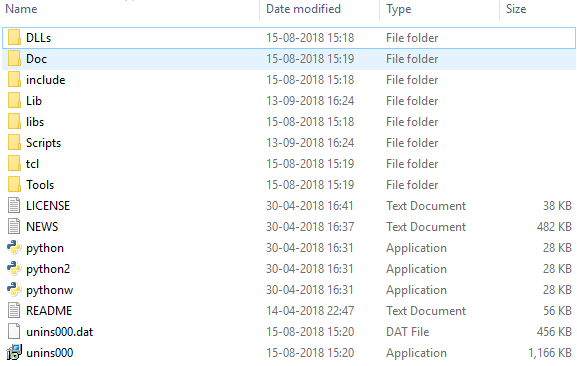 Name Date modified Type Size
DLLs 15-08-2018 15:18 File folder
Doc 15-08-2018 15:19 File folder
include 15-08-2018 15:18 File folder
Lib 13-09-2018 16:24 File folder
libs 15-08-2018 15:18 File folder
Scripts 13-09-2018 16:24 File folder
tcl 15-08-2018 15:19 File folder
Tools 15-08-2018 15:19 File folder
LICENSE 30-04-2018 16:41 Text Document 38 KB
NEWS 30-04-2018 16:37 Text Document 482 KB
python 30-04-2018 16:31 Application 28 KB
python2 30-04-2018 16:31 Application 28 KB
pythonw 30-04-2018 16:31 Application 28 KB
README 14-04-2018 22:47 Text Document 56 KB
unins000.dat 15-08-2018 15:20 DAT File 456 KB
unins000 15-08-2018 15:20 Application 1,166 KB